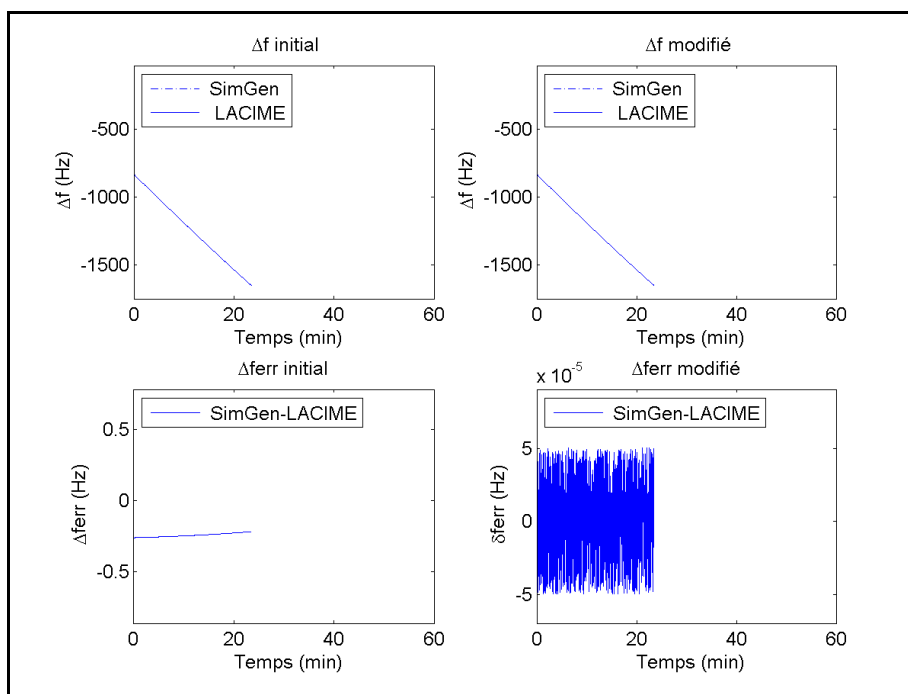 Δf initial
SimGen
LACIME
-500
-1000
-1500
Δf (Hz)
0
20
40
60
Temps (min)
Δf modifié
SimGen
LACIME
-500
-1000
-1500
Δf (Hz)
0
20
40
60
Temps (min)
Δferr initial
SimGen-LACIME
0.5
0
-0.5
Δferr (Hz)
0
20
40
60
Temps (min)
Δferr modifié
x 10^-5
SimGen-LACIME
5
0
-5
δferr (Hz)
0
20
40
60
Temps (min)